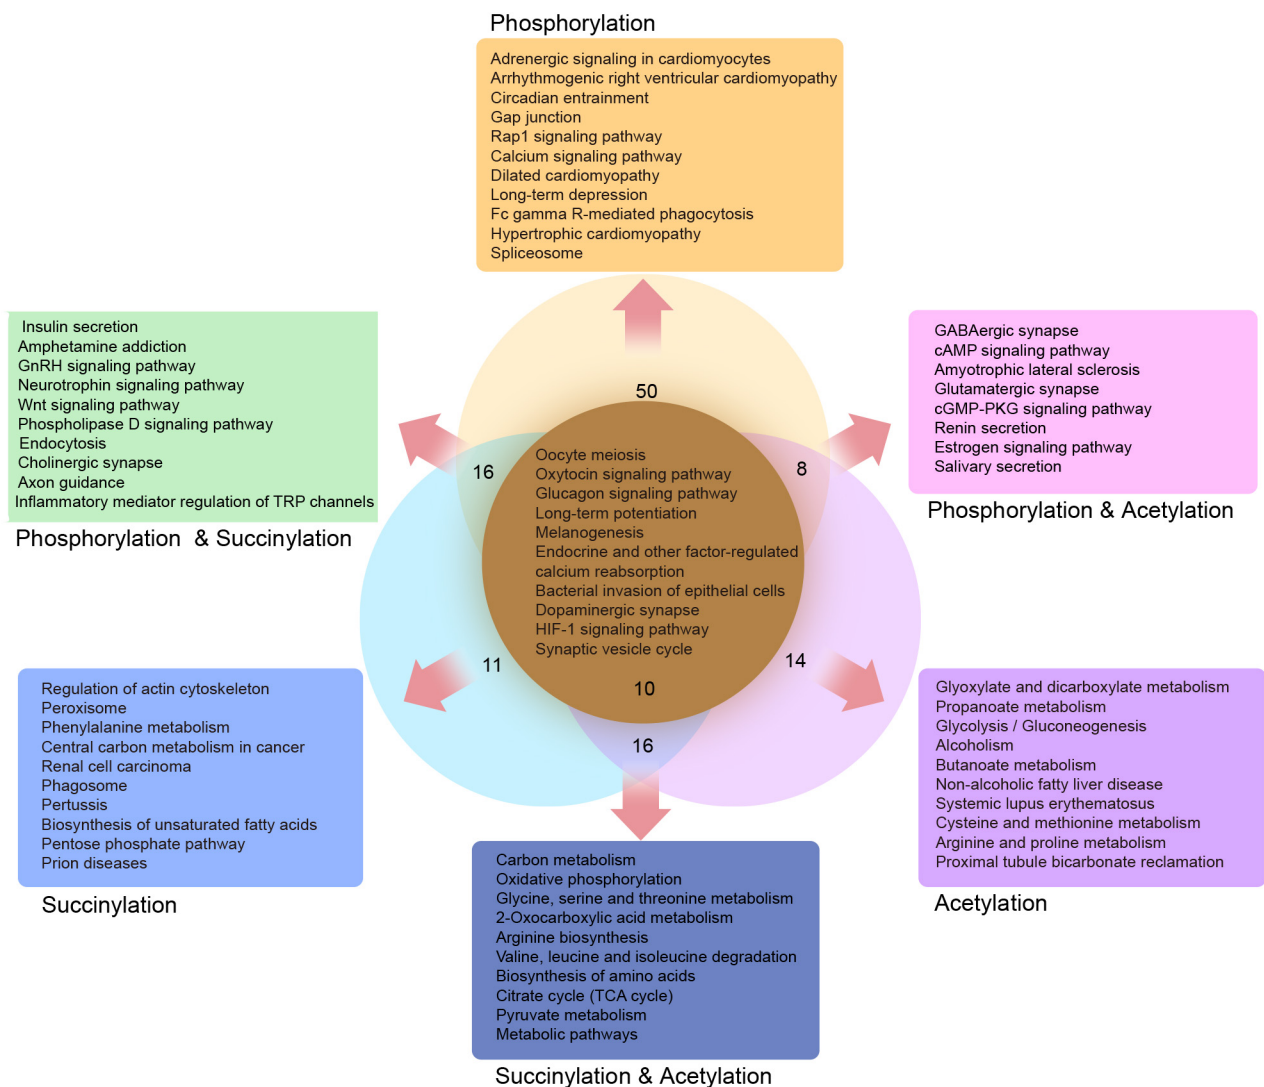 Phosphorylation
Adrenergic signaling in cardiomyocytes
Arrhythmogenic right ventricular cardiomyopathy
Circadian entrainment
Gap junction
Rap1 signaling pathway
Calcium signaling pathway
Dilated cardiomyopathy
Long-term depression
Fc gamma R-mediated phagocytosis
Hypertrophic cardiomyopathy
Spliceosome
Insulin secretion
Amphetamine addiction
GnRH signaling pathway
Neurotrophin signaling pathway
Wnt signaling pathway
Phospholipase D signaling pathway
Endocytosis
Cholinergic synapse
Axon guidance
Inflammatory mediator regulation of TRP channels
Phosphorylation & Succinylation
GABAergic synapse
cAMP signaling pathway
Amyotrophic lateral sclerosis
Glutamatergic synapse
cGMP-PKG signaling pathway
Renin secretion
Estrogen signaling pathway
Salivary secretion
Phosphorylation & Acetylation
50
16
8
Oocyte meiosis
Oxytocin signaling pathway
Glucagon signaling pathway
Long-term potentiation
Melanogenesis
Endocrine and other factor-regulated
calcium reabsorption
Bacterial invasion of epithelial cells
Dopaminergic synapse
HIF-1 signaling pathway
Synaptic vesicle cycle
10
11
14
16
Regulation of actin cytoskeleton
Peroxisome
Phenylalanine metabolism
Central carbon metabolism in cancer
Renal cell carcinoma
Phagosome
Pertussis
Biosynthesis of unsaturated fatty acids
Pentose phosphate pathway
Prion diseases
Succinylation
Glyoxylate and dicarboxylate metabolism
Propanoate metabolism
Glycolysis / Gluconeogenesis
Alcoholism
Butanoate metabolism
Non-alcoholic fatty liver disease
Systemic lupus erythematosus
Cysteine and methionine metabolism
Arginine and proline metabolism
Proximal tubule bicarbonate reclamation
Acetylation
Carbon metabolism
Oxidative phosphorylation
Glycine, serine and threonine metabolism
2-Oxocarboxylic acid metabolism
Arginine biosynthesis
Valine, leucine and isoleucine degradation
Biosynthesis of amino acids
Citrate cycle (TCA cycle)
Pyruvate metabolism
Metabolic pathways
Succinylation & Acetylation